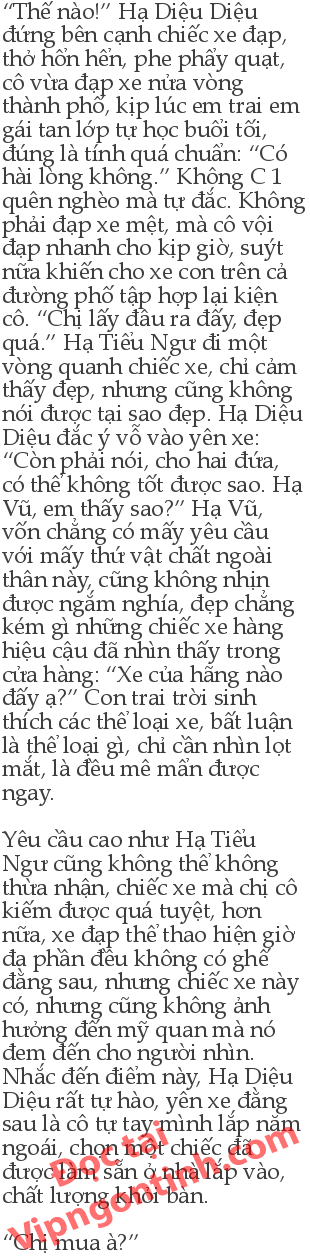 “Thế nào!” Hạ Diệu Diệu
đứng bên cạnh chiếc xe đạp,
thở hổn hển, phe phẩy quạt,
cô vừa đạp xe nửa vòng
thành phố, kịp lúc em trai em
gái tan lớp tự học buổi tối,
đúng là tính quá chuẩn: “Có
hài lòng không.” Không C 1
quên nghèo mà tự đắc. Không
phải đạp xe mệt, mà cô vội
đạp nhanh cho kịp giờ, suýt
nữa khiến cho xe con trên cả
đường phố tập hợp lại kiện
cô. “Chị lấy đâu ra đấy, đẹp
quá.” Hạ Tiểu Ngư đi một
vòng quanh chiếc xe, chỉ cảm
thấy đẹp, nhưng cũng không
nói được tại sao đẹp. Hạ Diệu
Diệu đắc ý vỗ vào yên xe:
“Còn phải nói, cho hai đứa,
có thể không tốt được sao. Hạ
Vũ, em thấy sao?” Hạ Vũ,
vốn chẳng có mấy yêu cầu
với mấy thứ vật chất ngoài
thân này, cũng không nhịn
được ngắm nghía, đẹp chẳng
kém gì những chiếc xe hàng
hiệu cậu đã nhìn thấy trong
cửa hàng: “Xe của hãng nào
đấy ạ?” Con trai trời sinh
thích các thể loại xe, bất luận
là thể loại gì, chỉ cần nhìn lọt
mắt, là đều mê mẩn được
ngay.
Yêu cầu cao như Hạ Tiểu
Ngư cũng không thể không
thừa nhận, chiếc xe mà chị cô
kiếm được quá tuyệt, hơn
nữa, xe đạp thể thao hiện giờ
đa phần đều không có ghế
đằng sau, nhưng chiếc xe này
có, nhưng cũng không ảnh
hưởng đến mỹ quan mà nó
đem đến cho người nhìn.
Nhắc đến điểm này, Hạ Diệu
Diệu rất tự hào, yên xe đằng
sau là cô tự tay mình lắp năm
ngoái, chọn một chiếc đã
được làm sẵn ở nhà lắp vào,
chất lượng khỏi bàn.
“Chị mua à?”
Đọc tại
Vipngontinh.com